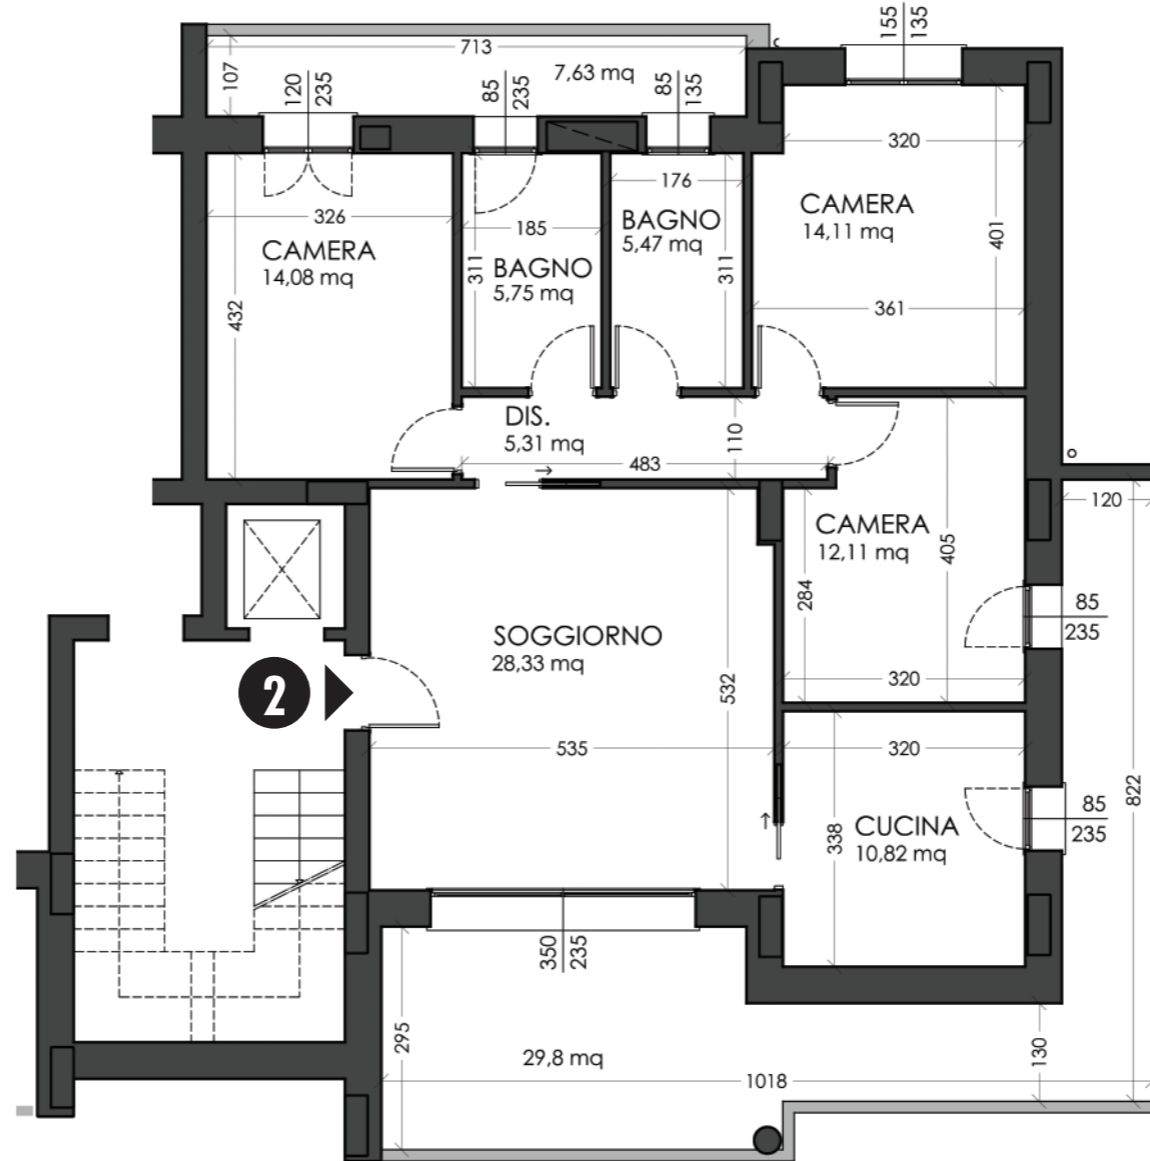 155
135
713
107
7,63 mq
120
235
85
235
85
135
320
176
CAMERA
14,11 mq
BAGNO
5,47 mq
326
185
401
CAMERA
14,08 mq
311
BAGNO
5,75 mq
311
432
361
DIS.
5,31 mq
110
483
120
CAMERA
12,11 mq
405
284
85
235
SOGGIORNO
28,33 mq
2
532
320
535
320
822
85
235
CUCINA
10,82 mq
338
350
235
295
29,8 mq
130
1018